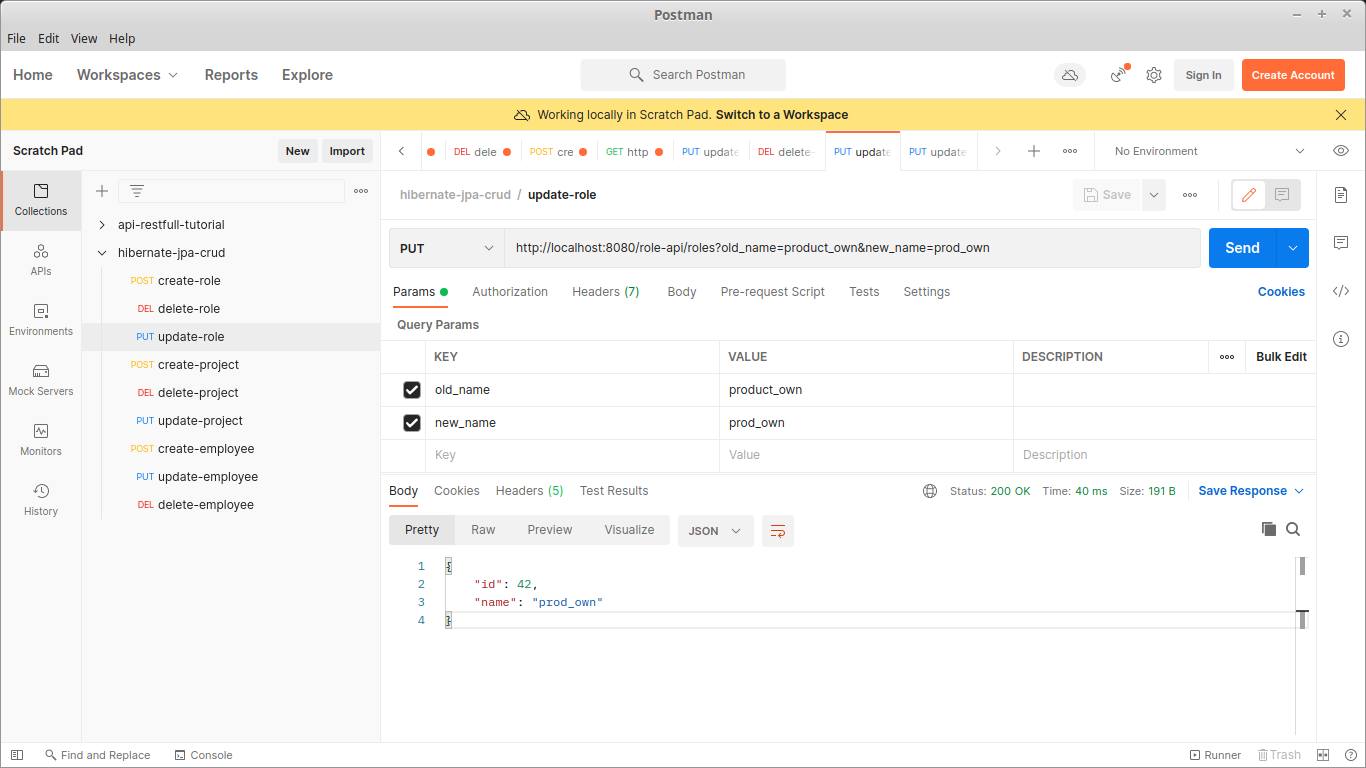 Postman
File Edit View Help
Home Workspaces Reports Explore Search Postman Sign In Create Account
Working locally in Scratch Pad. Switch to a Workspace
Scratch Pad New Import
DEL dele POST cre GET http PUT update DEL delete- PUT update PUT update No Environment
hibernate-jpa-crud / update-role Save
Collections
APIs
Environments
Mock Servers
Monitors
History
api-restfull-tutorial
hibernate-jpa-crud
POST create-role
DEL delete-role
PUT update-role
POST create-project
DEL delete-project
PUT update-project
POST create-employee
PUT update-employee
DEL delete-employee
PUT http://localhost:8080/role-api/roles?old_name=product_own&new_name=prod_own Send
Params Authorization Headers (7) Body Pre-request Script Tests Settings Cookies
Query Params
KEY VALUE DESCRIPTION Bulk Edit
old_name product_own
new_name prod_own
Key Value Description
Body Cookies Headers (5) Test Results Status: 200 OK Time: 40 ms Size: 191 B Save Response
Pretty Raw Preview Visualize JSON
1 {
2 "id": 42,
3 "name": "prod_own"
4 }
Find and Replace Console Runner Trash